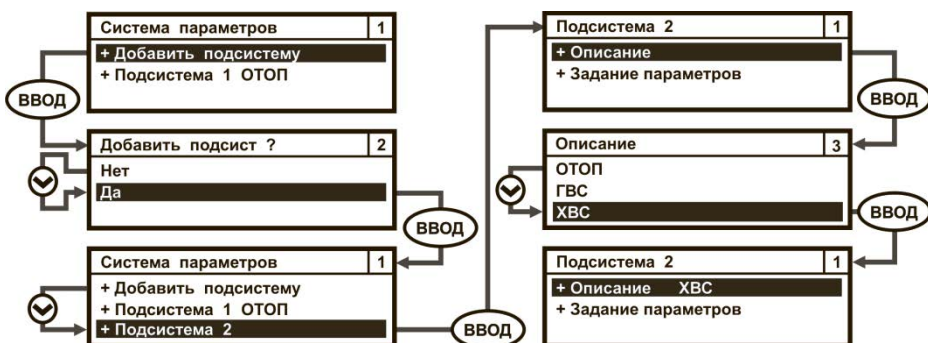 Система параметров 1
+ Добавить подсистему
+ Подсистема 1 ОТОП
ВВОД
Добавить подсист ? 2
Нет
Да
ВВОД
Система параметров 1
+ Добавить подсистему
+ Подсистема 1 ОТОП
+ Подсистема 2
ВВОД
Подсистема 2 1
+ Описание
+ Задание параметров
ВВОД
Описание 3
ОТОП
ГВС
ХВС
ВВОД
Подсистема 2 1
+ Описание ХВС
+ Задание параметров